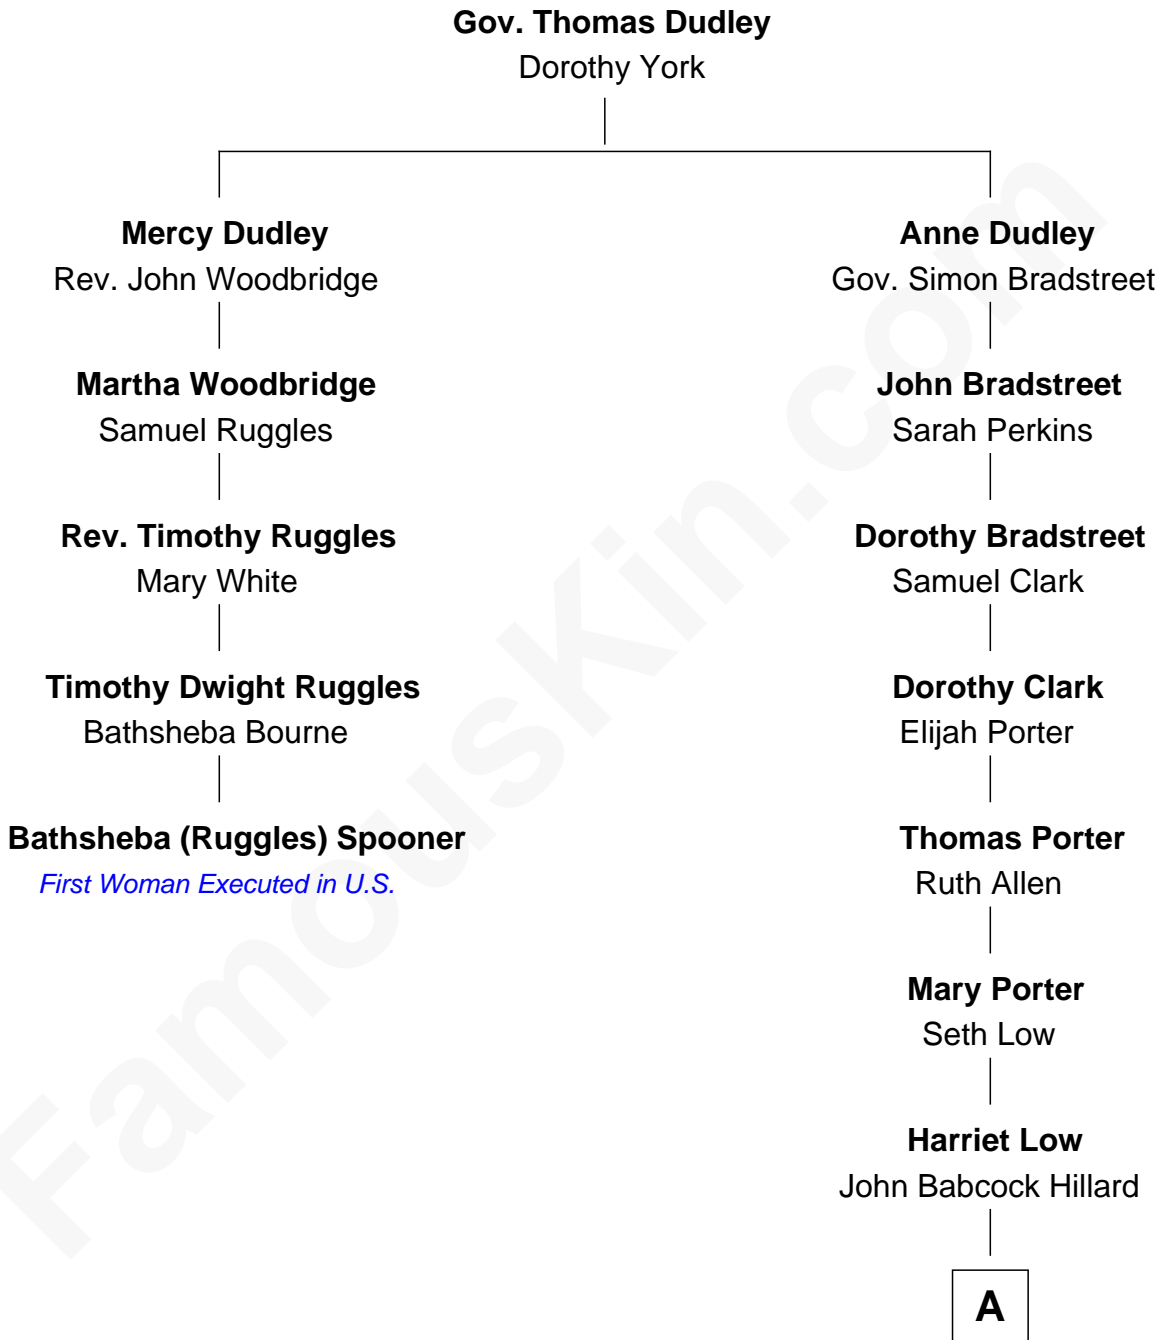 Gov. Thomas Dudley
Dorothy York
Mercy Dudley
Rev. John Woodbridge
Anne Dudley
Gov. Simon Bradstreet
Martha Woodbridge
Samuel Ruggles
John Bradstreet
Sarah Perkins
Rev. Timothy Ruggles
Mary White
Dorothy Bradstreet
Samuel Clark
Timothy Dwight Ruggles
Bathsheba Bourne
Dorothy Clark
Elijah Porter
Bathsheba (Ruggles) Spooner
First Woman Executed in U.S.
Thomas Porter
Ruth Allen
Mary Porter
Seth Low
Harriet Low
John Babcock Hillard
A
FamousKin.com